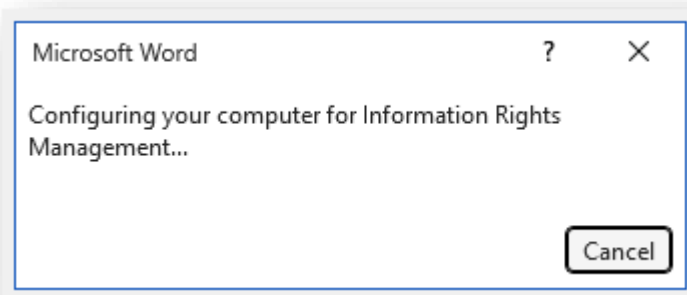 Microsoft Word ?
Configuring your computer for Information Rights
Management...
Cancel